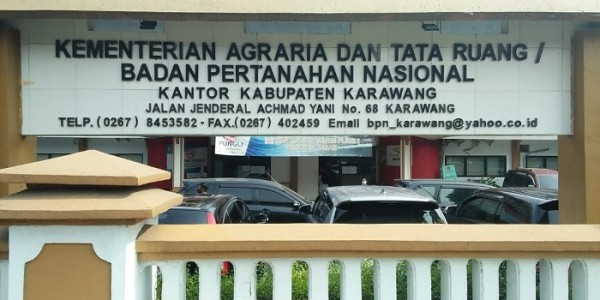 KEMENTERIAN AGRARIA DAN TATA RUANG /
BADAN PERTANAHAN NASIONAL
KANTOR KABUPATEN KARAWANG
JALAN JENDERAL ACHMAD YANI No. 68 KARAWANG
TELP. (0267) 8453582 - FAX.(0267) 402459 Email bpn_karawang@yahoo.co.id
PUNGLI